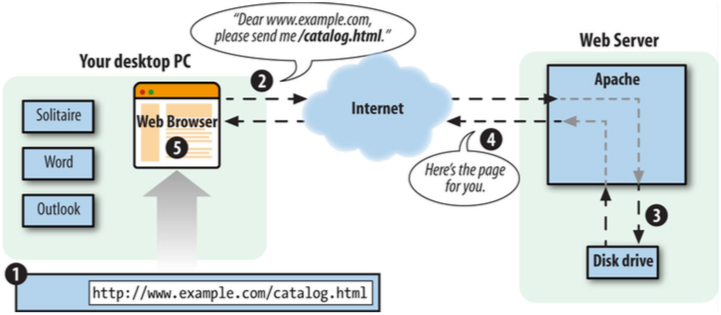 "Dear www.example.com,
please send me /catalog.html."
Your desktop PC
Web Server
2
Apache
Solitaire
Web Browser
Internet
5
4
Word
Here's the page
for you.
Outlook
3
Disk drive
1
http://www.example.com/catalog.html